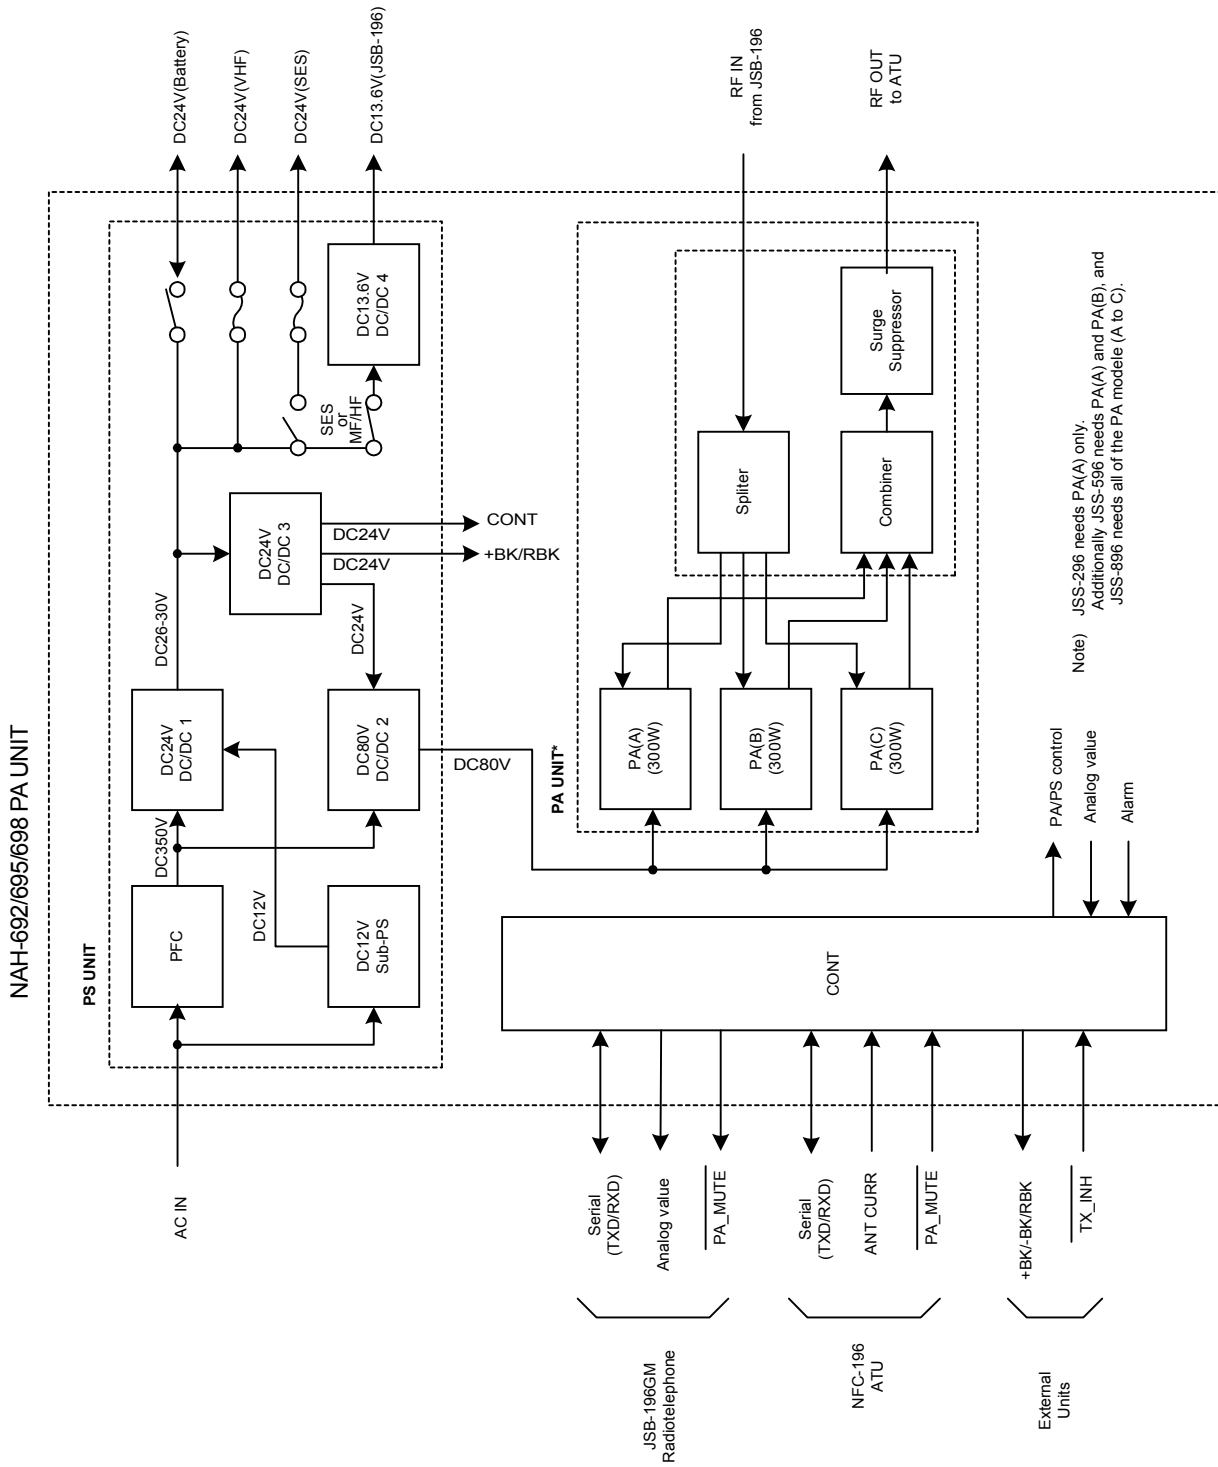 NAH-692/695/698 PA UNIT
PS UNIT
AC IN
PFC
DC12V
Sub-PS
DC350V
DC12V
DC24V
DC/DC 1
DC80V
DC/DC 2
DC26-30V
DC24V
DC24V
DC/DC 3
DC24V
DC24V
CONT
+BK/RBK
DC80V
SES
or
MF/HF
DC13.6V
DC/DC 4
DC24V(Battery)
DC24V(VHF)
DC24V(SES)
DC13.6V(JSB-196)
PA UNIT*
PA(A)
(300W)
PA(B)
(300W)
PA(C)
(300W)
Spliter
Combiner
Surge
Suppressor
RF IN
from JSB-196
RF OUT
to ATU
CONT
PA/PS control
Analog value
Alarm
Serial
(TXD/RXD)
Analog value
PA_MUTE
Serial
(TXD/RXD)
ANT CURR
PA_MUTE
+BK/-BK/RBK
TX_INH
JSB-196GM
Radiotelephone
NFC-196
ATU
External
Units
Note) JSS-296 needs PA(A) only.
Additionally JSS-596 needs PA(A) and PA(B), and
JSS-896 needs all of the PA modele (A to C).